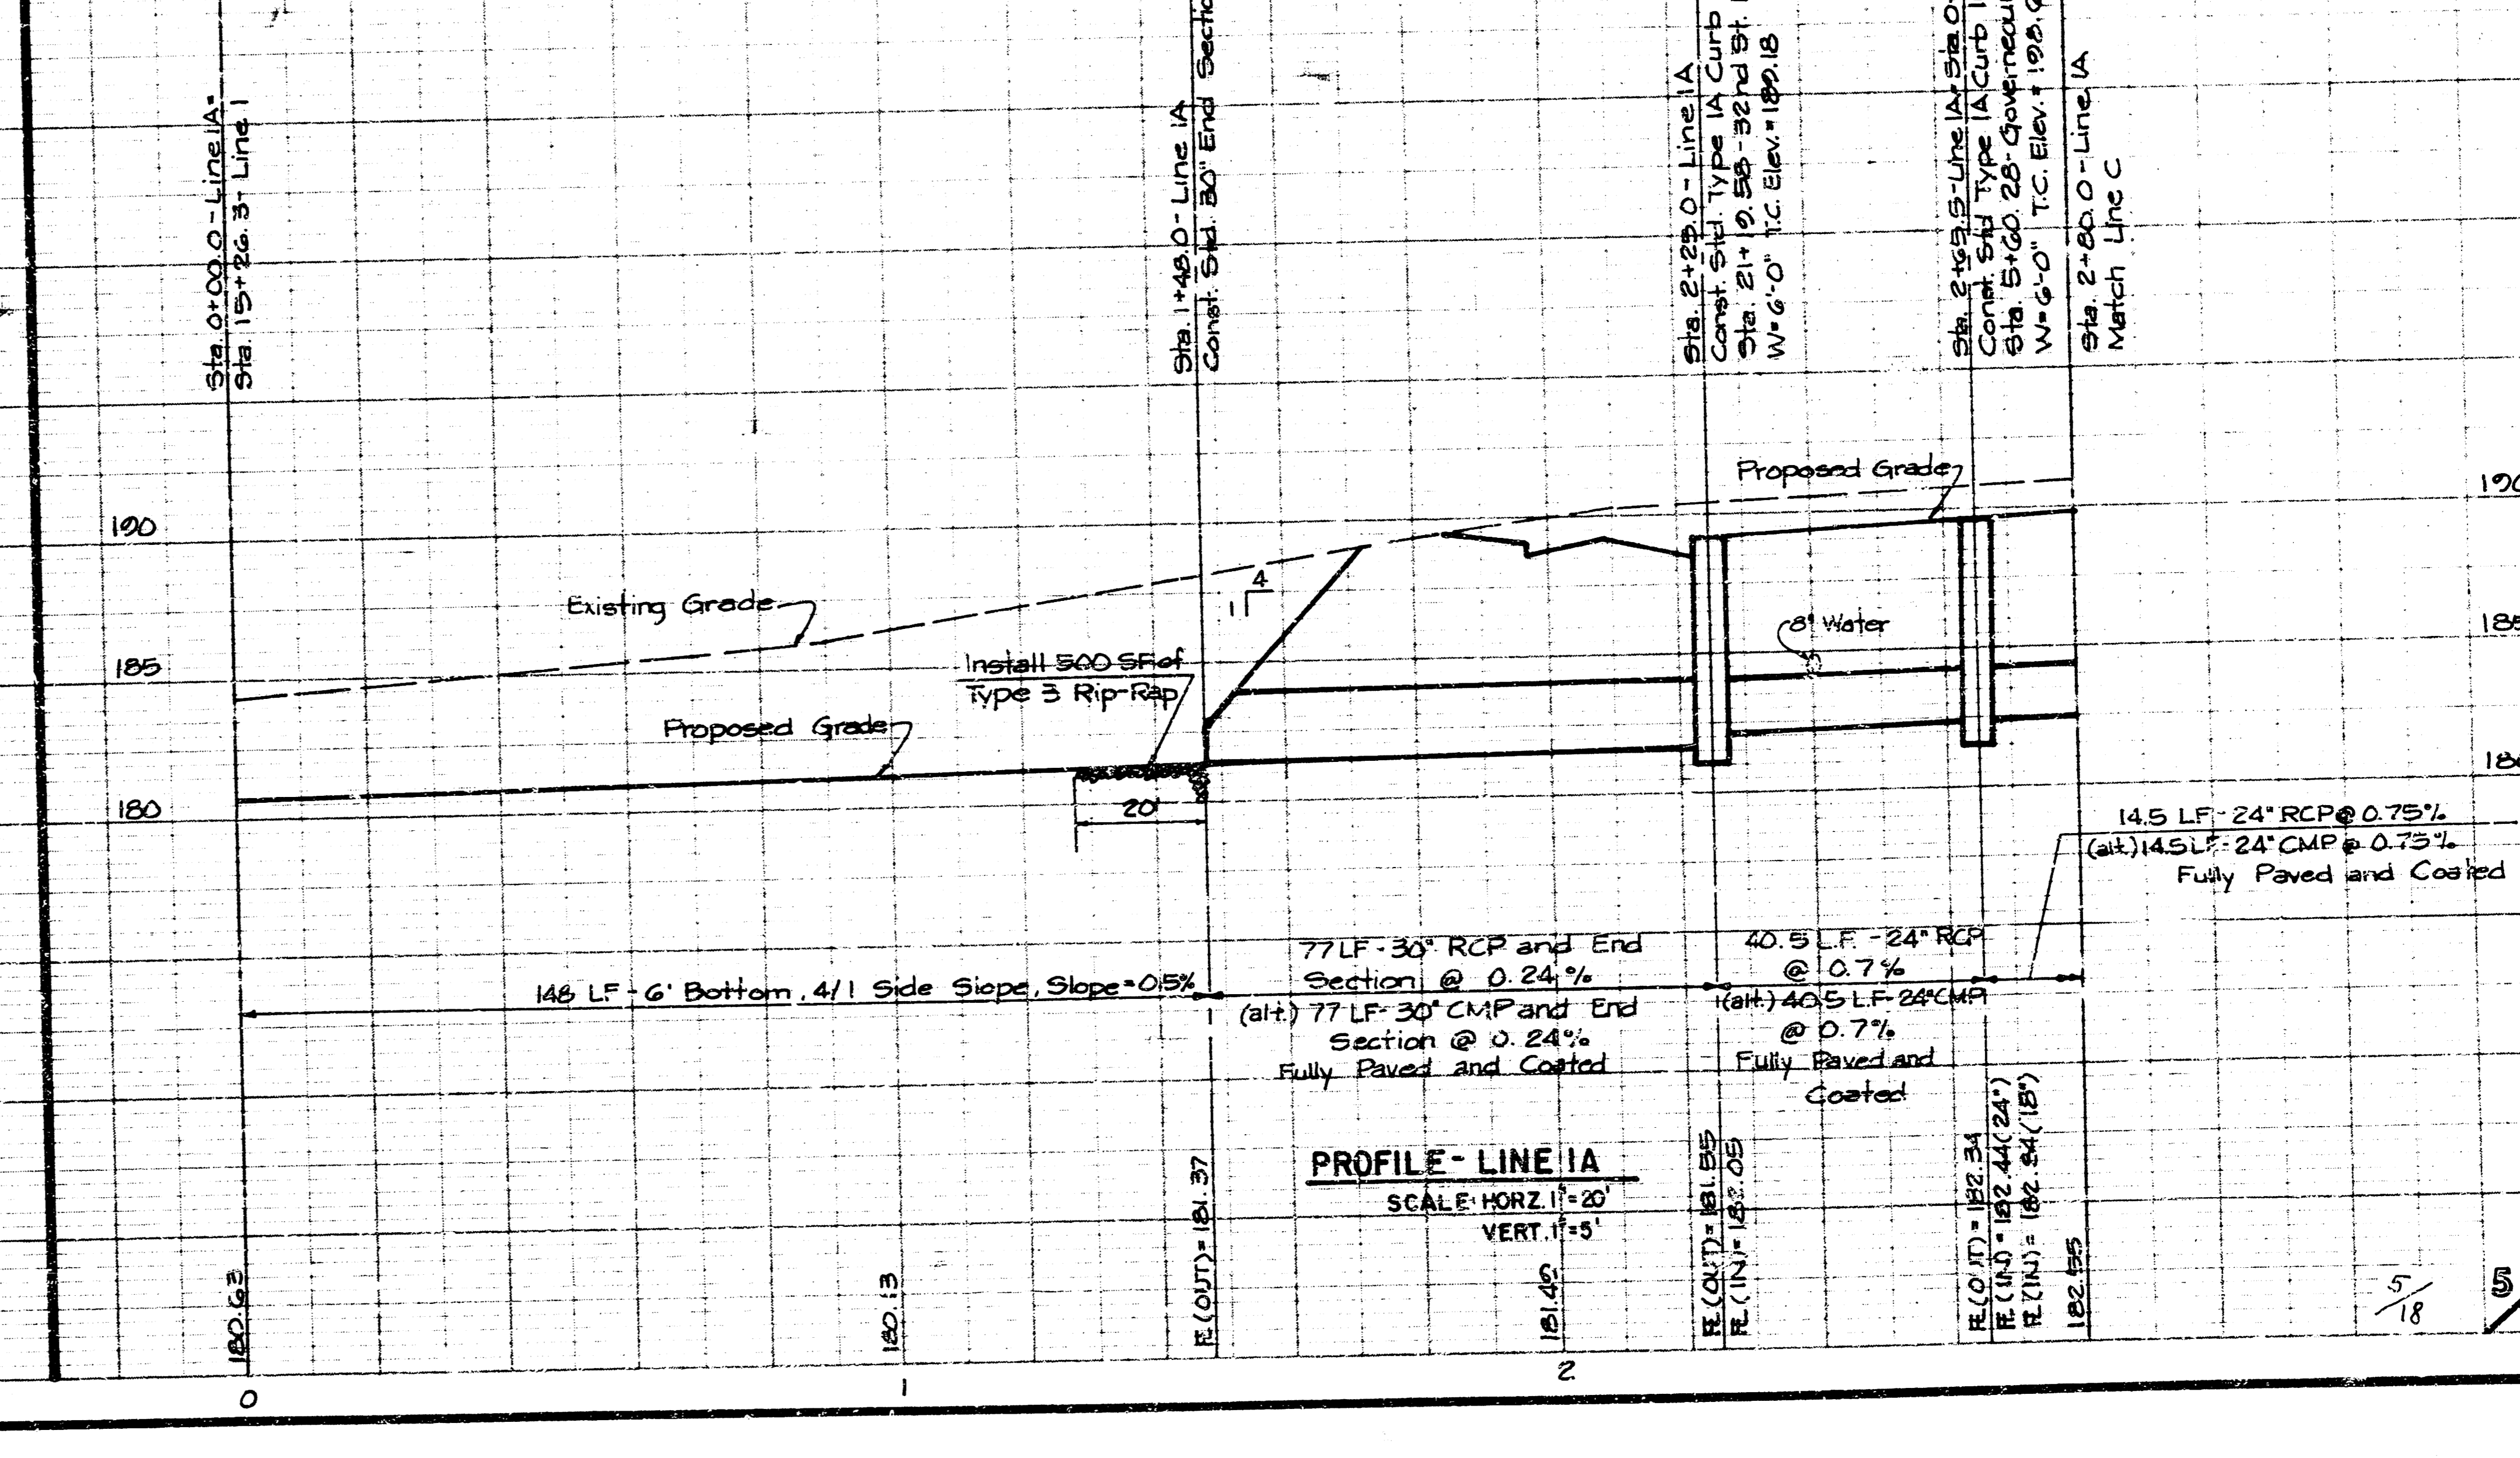 Sta. 0+00.0 - Line 1A=
Sta. 15+26.3 - Line 1
Sta. 1+48.0 - Line 1A
Const. Std. 30" End Sectio
Sta. 2+25.0 - Line 1A
Const. Std. Type 1A Curb
Sta. 21+19.58 - 32nd St.
W=6'-0" T.C. Elev.=189.18
Sta. 2+65.5 - Line 1A= Sta. 0
Const. Std Type 1A Curb
Sta. 5+60.28 - Governeour
W=6'-0" T.C. Elev.=
Sta. 2+80.0 - Line 1A
Match Line C
Proposed Grade
190
190
Existing Grade
4
1
8" Water
185
185
Install 500 SF of
Type 3 Rip-Rap
Proposed Grade
180
180
20'
14.5 LF - 24" RCP @ 0.75%
(alt.) 14.5 LF - 24" CMP @ 0.75%
Fully Paved and Coated
148 LF - 6' Bottom, 4/1 Side Slope, Slope=0.5%
77 LF - 30" RCP and End
Section @ 0.24%
(alt.) 77 LF - 30" CMP and End
Section @ 0.24%
Fully Paved and Coated
40.5 L.F. - 24" RCP
@ 0.7%
(alt.) 40.5 L.F. - 24" CMP
@ 0.7%
Fully Paved and
Coated
PROFILE - LINE 1A
SCALE: HORZ. 1"=20'
VERT. 1"=5'
180.63
180.13
FL (OUT) = 181.37
181.49
FL (OUT) = 181.55
FL (IN) = 182.05
FL (OUT) = 182.34
FL (IN) = 182.44 (24")
FL (IN) = 182.94 (18")
182.55
0
1
2
5/18
5